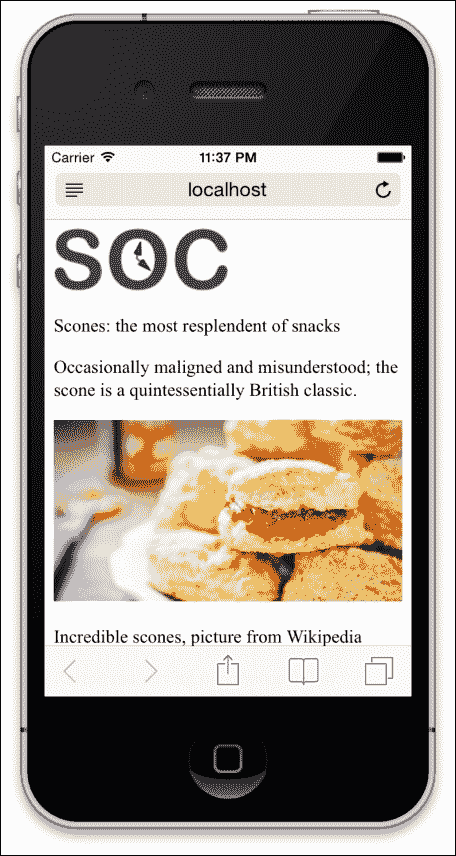 Carrier 11:37 PM
localhost
SOC
Scones: the most resplendent of snacks
Occasionally maligned and misunderstood; the
scone is a quintessentially British classic.
Incredible scones, picture from Wikipedia